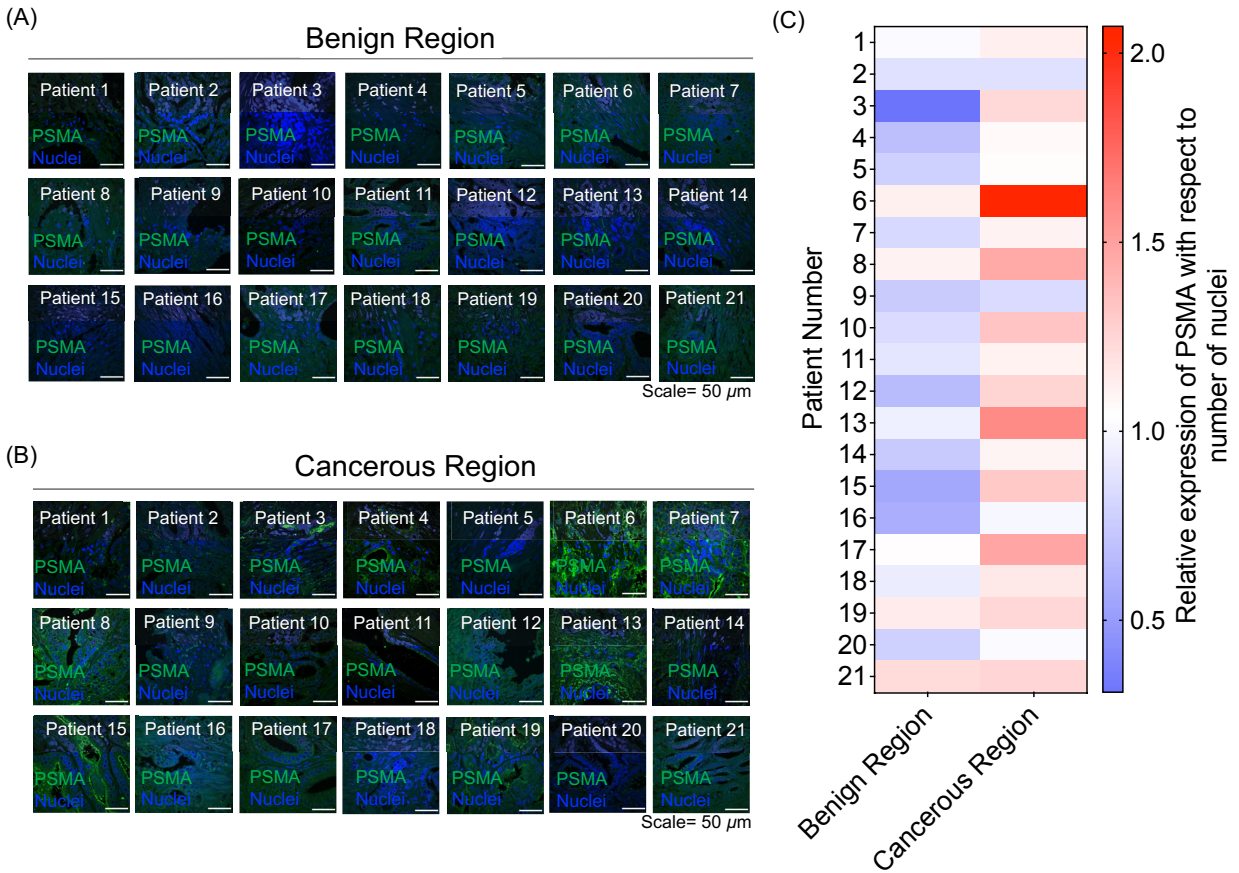 (A)
Benign Region
Patient 1 Patient 2 Patient 3 Patient 4 Patient 5 Patient 6 Patient 7
PSMA PSMA PSMA PSMA PSMA PSMA PSMA
Nuclei Nuclei Nuclei Nuclei Nuclei Nuclei Nuclei
Patient 8 Patient 9 Patient 10 Patient 11 Patient 12 Patient 13 Patient 14
PSMA PSMA PSMA PSMA PSMA PSMA PSMA
Nuclei Nuclei Nuclei Nuclei Nuclei Nuclei Nuclei
Patient 15 Patient 16 Patient 17 Patient 18 Patient 19 Patient 20 Patient 21
PSMA PSMA PSMA PSMA PSMA PSMA PSMA
Nuclei Nuclei Nuclei Nuclei Nuclei Nuclei Nuclei
Scale= 50 µm
(B)
Cancerous Region
Patient 1 Patient 2 Patient 3 Patient 4 Patient 5 Patient 6 Patient 7
PSMA PSMA PSMA PSMA PSMA PSMA PSMA
Nuclei Nuclei Nuclei Nuclei Nuclei Nuclei Nuclei
Patient 8 Patient 9 Patient 10 Patient 11 Patient 12 Patient 13 Patient 14
PSMA PSMA PSMA PSMA PSMA PSMA PSMA
Nuclei Nuclei Nuclei Nuclei Nuclei Nuclei Nuclei
Patient 15 Patient 16 Patient 17 Patient 18 Patient 19 Patient 20 Patient 21
PSMA PSMA PSMA PSMA PSMA PSMA PSMA
Nuclei Nuclei Nuclei Nuclei Nuclei Nuclei Nuclei
Scale= 50 µm
(C)
Patient Number
1
2
3
4
5
6
7
8
9
10
11
12
13
14
15
16
17
18
19
20
21
Benign Region
Cancerous Region
2.0
1.5
1.0
0.5
Relative expression of PSMA with respect to
number of nuclei